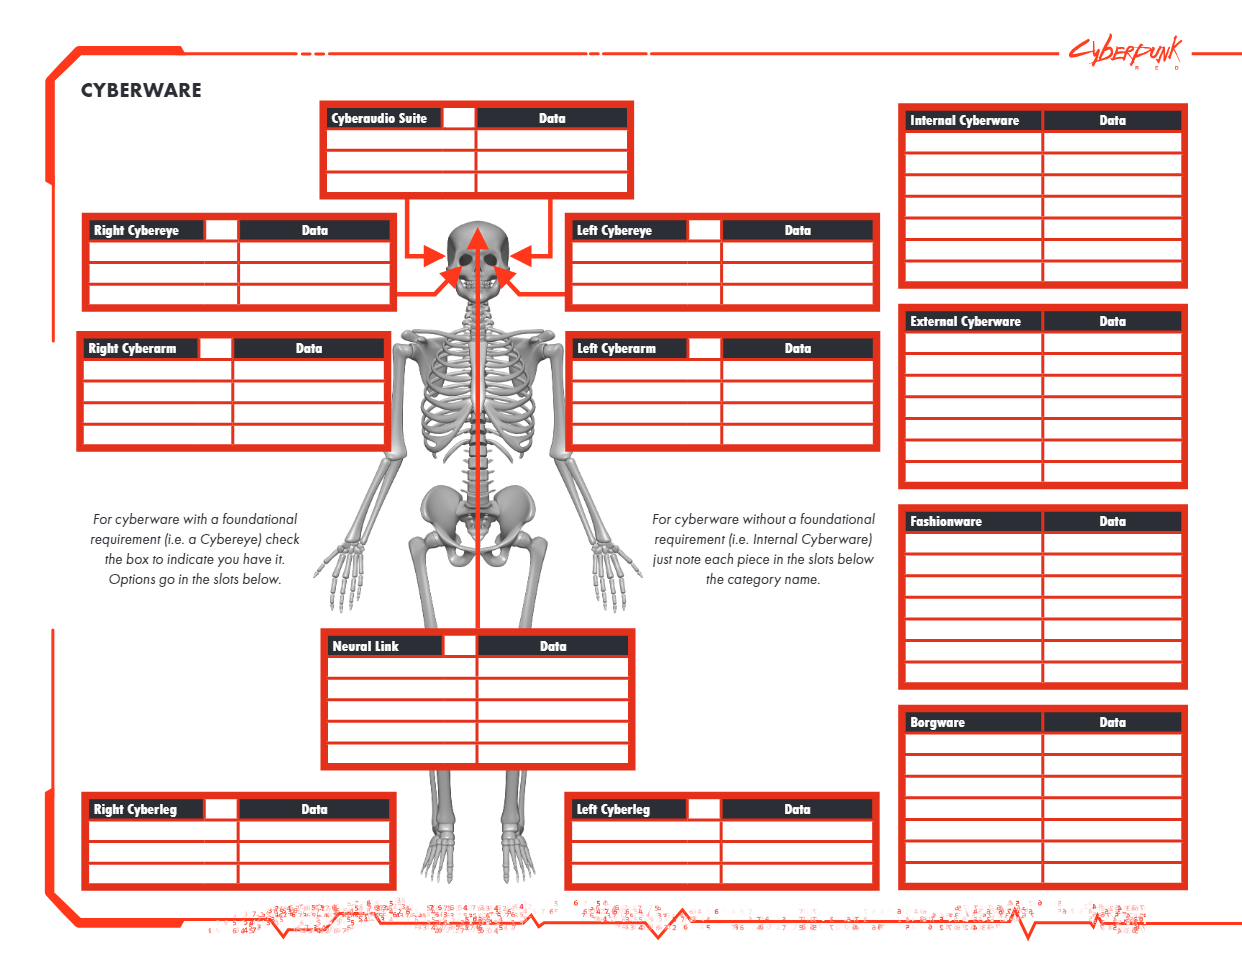 CYBERPUNK
RED
CYBERWARE
Cyberaudio Suite Data
Right Cybereye Data
Left Cybereye Data
Right Cyberarm Data
Left Cyberarm Data
For cyberware with a foundational
requirement (i.e. a Cybereye) check
the box to indicate you have it.
Options go in the slots below.
For cyberware without a foundational
requirement (i.e. Internal Cyberware)
just note each piece in the slots below
the category name.
Neural Link Data
Right Cyberleg Data
Left Cyberleg Data
Internal Cyberware Data
External Cyberware Data
Fashionware Data
Borgware Data